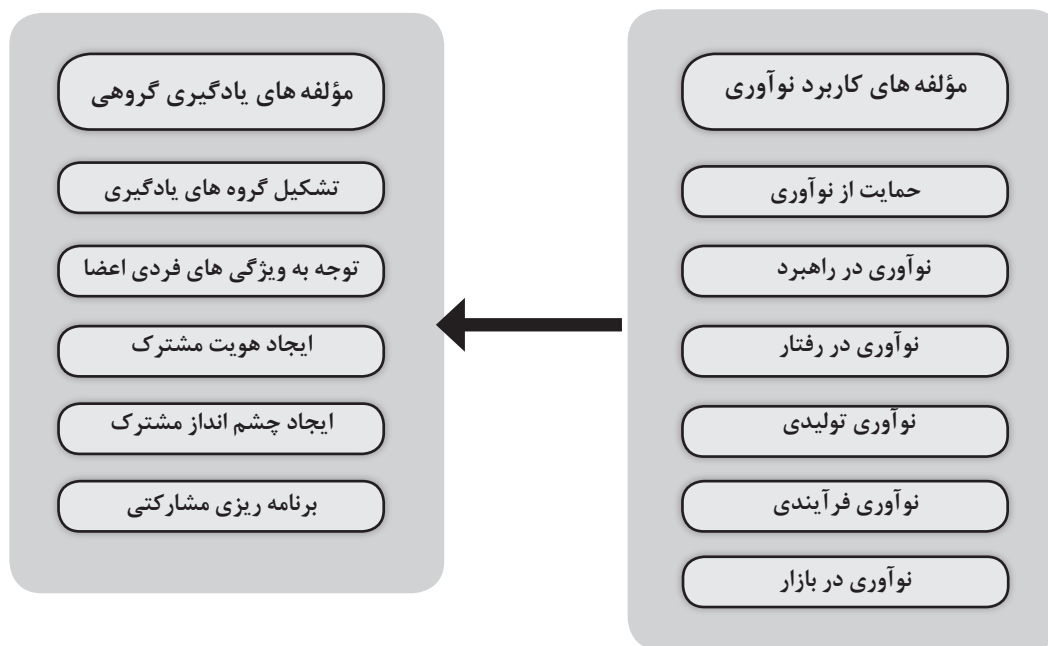 مؤلفه های کاربرد نوآوری
حمایت از نوآوری
نوآوری در راهبرد
نوآوری در رفتار
نوآوری تولیدی
نوآوری فرآیندی
نوآوری در بازار
مؤلفه های یادگیری گروهی
تشکیل گروه های یادگیری
توجه به ویژگی های فردی اعضا
ایجاد هویت مشترک
ایجاد چشم انداز مشترک
برنامه ریزی مشارکتی